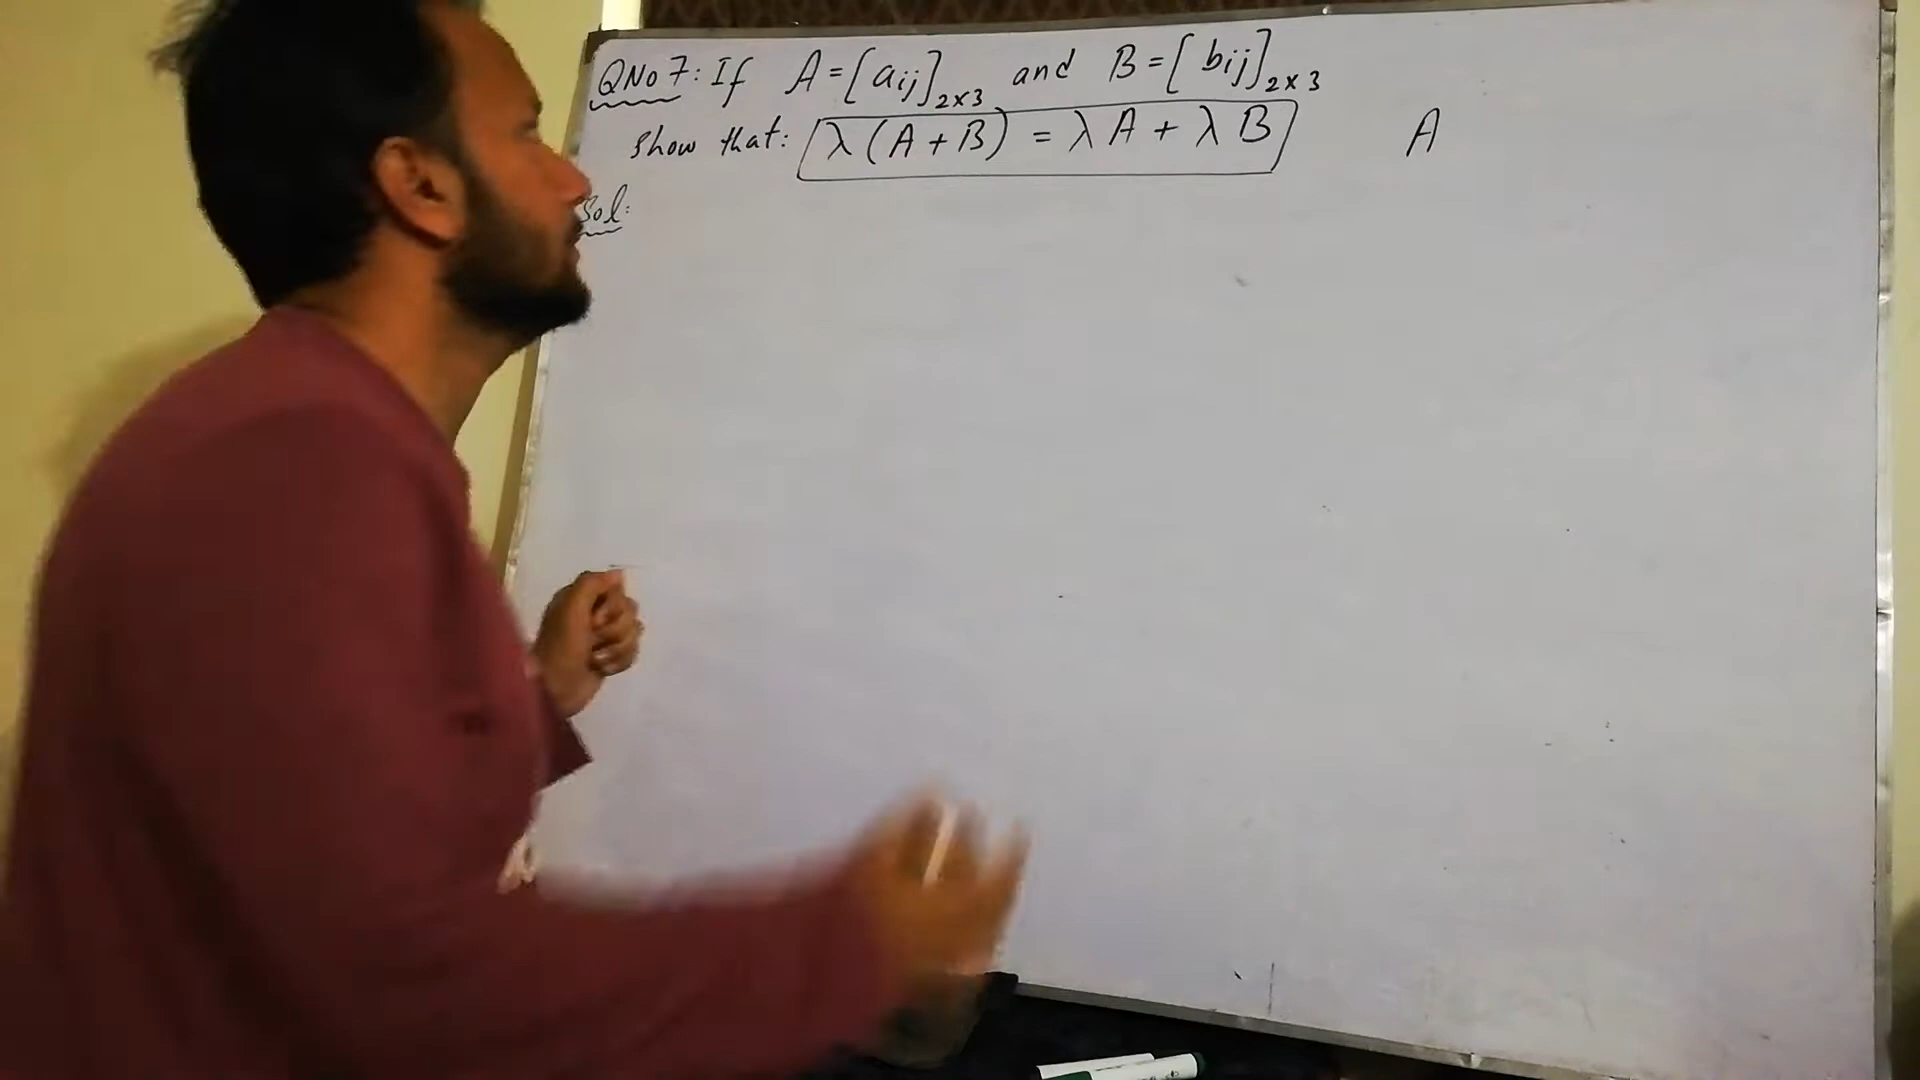 QNo 7: If A = [aij]2×3 and B = [bij]2×3
Show that: λ(A + B) = λA + λB A
Sol: